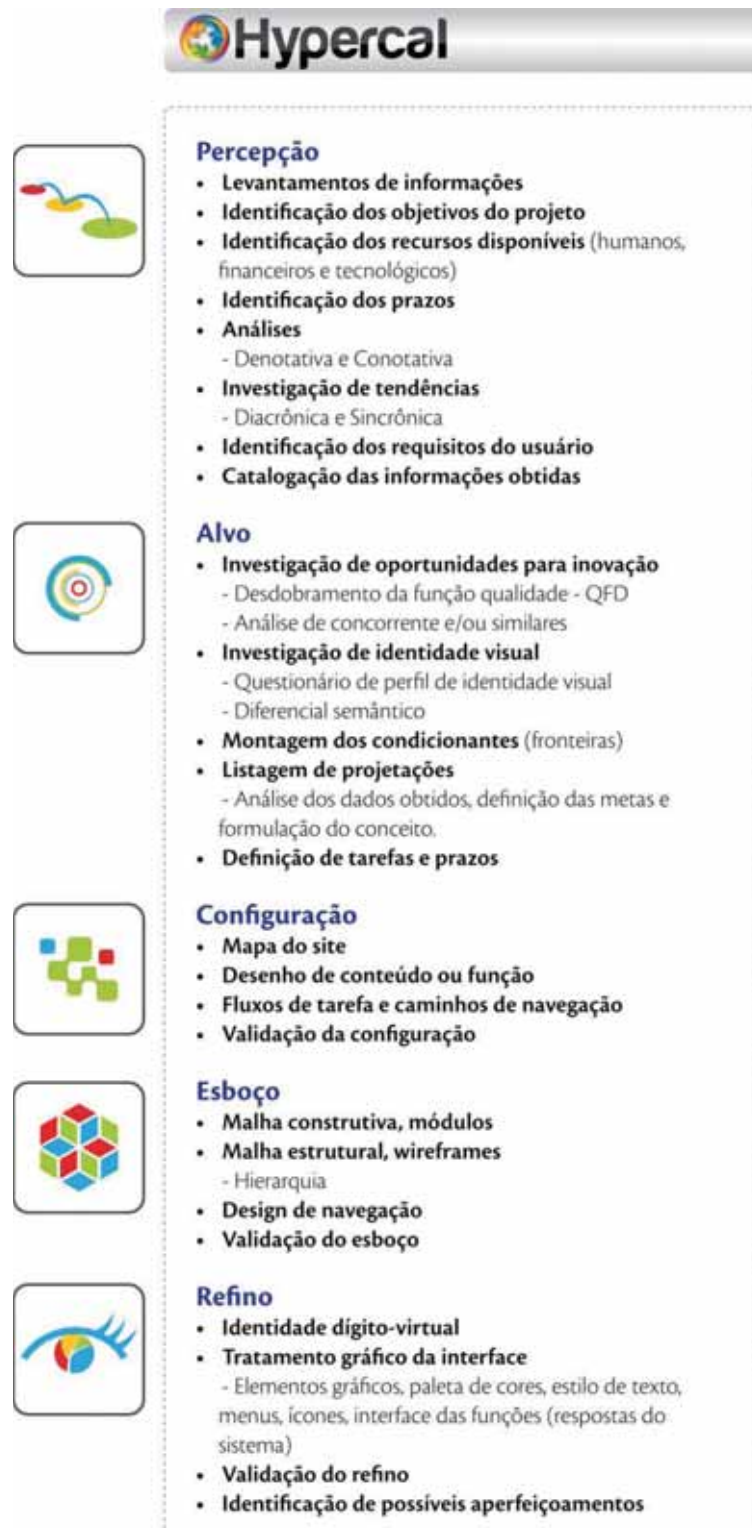 Hypercal
Percepção
• Levantamentos de informações
• Identificação dos objetivos do projeto
• Identificação dos recursos disponíveis (humanos,
financeiros e tecnológicos)
• Identificação dos prazos
• Análises
- Denotativa e Conotativa
• Investigação de tendências
- Diacrônica e Sincrônica
• Identificação dos requisitos do usuário
• Catalogação das informações obtidas
Alvo
• Investigação de oportunidades para inovação
- Desdobramento da função qualidade - QFD
- Análise de concorrente e/ou similares
• Investigação de identidade visual
- Questionário de perfil de identidade visual
- Diferencial semântico
• Montagem dos condicionantes (fronteiras)
• Listagem de projetações
- Análise dos dados obtidos, definição das metas e
formulação do conceito.
• Definição de tarefas e prazos
Configuração
• Mapa do site
• Desenho de conteúdo ou função
• Fluxos de tarefa e caminhos de navegação
• Validação da configuração
Esboço
• Malha construtiva, módulos
• Malha estrutural, wireframes
- Hierarquia
• Design de navegação
• Validação do esboço
Refino
• Identidade dígito-virtual
• Tratamento gráfico da interface
- Elementos gráficos, paleta de cores, estilo de texto,
menus, ícones, interface das funções (respostas do
sistema)
• Validação do refino
• Identificação de possíveis aperfeiçoamentos